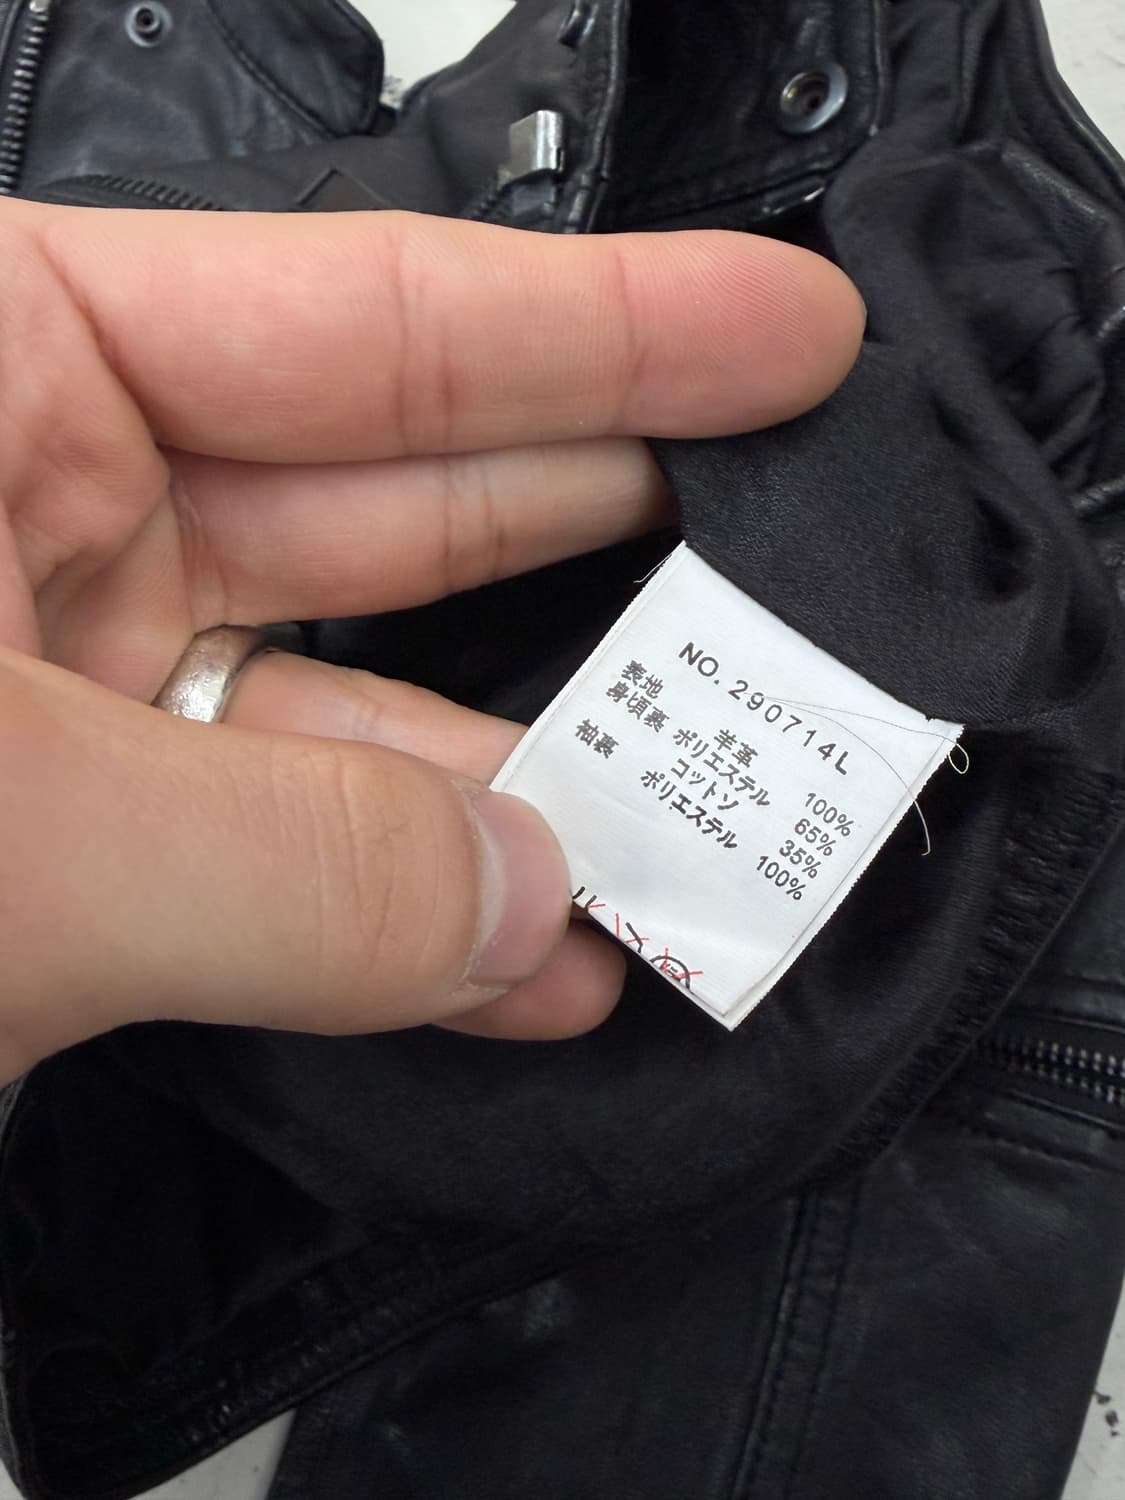 NO.290714L
表地 羊革 100%
身頃裏 ポリエステル 65%
コットン 35%
袖裏 ポリエステル 100%